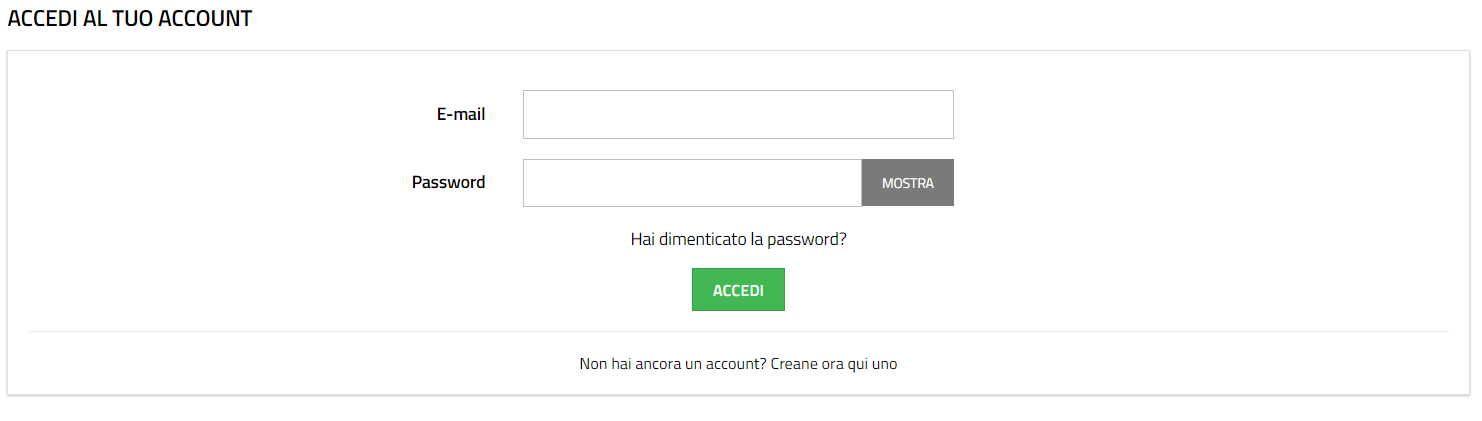 ACCEDI AL TUO ACCOUNT
E-mail
Password
MOSTRA
Hai dimenticato la password?
ACCEDI
Non hai ancora un account? Creane ora qui uno